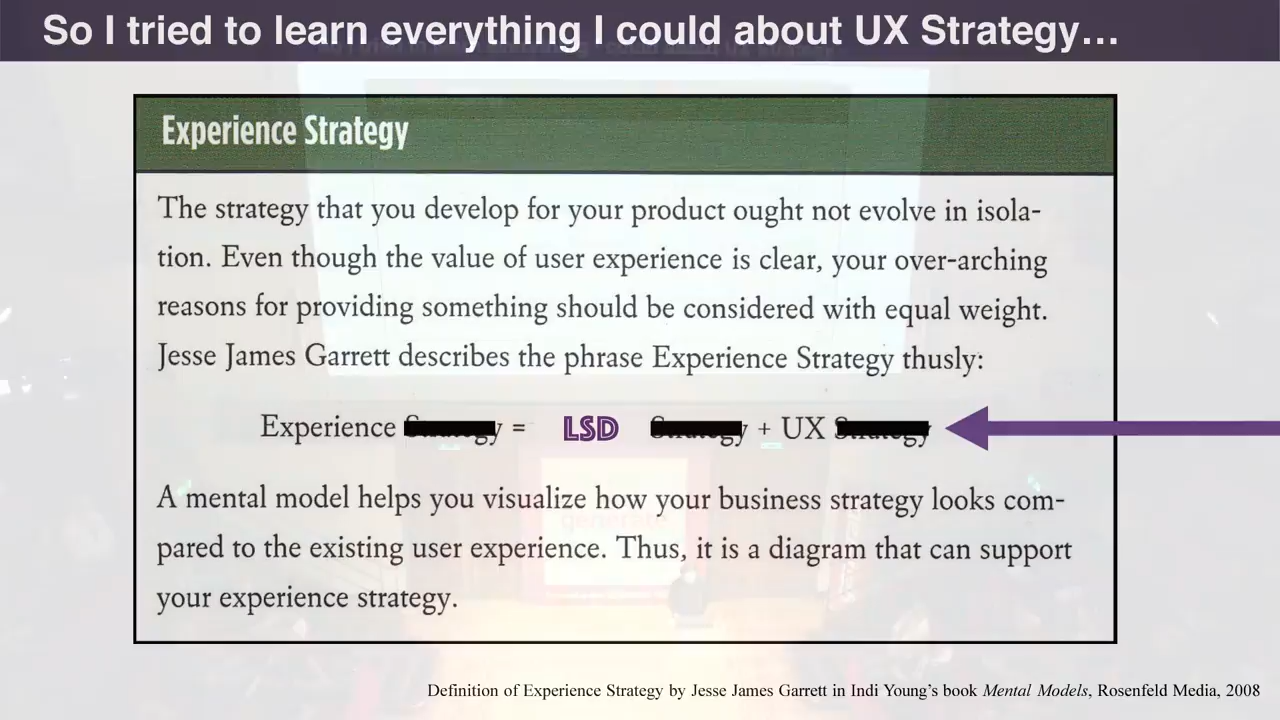 So I tried to learn everything I could about UX Strategy...
Experience Strategy
The strategy that you develop for your product ought not evolve in isola-
tion. Even though the value of user experience is clear, your over-arching
reasons for providing something should be considered with equal weight.
Jesse James Garrett describes the phrase Experience Strategy thusly:
Experience Strategy = LSD Strategy + UX Strategy
A mental model helps you visualize how your business strategy looks com-
pared to the existing user experience. Thus, it is a diagram that can support
your experience strategy.
generate
Definition of Experience Strategy by Jesse James Garrett in Indi Young's book Mental Models, Rosenfeld Media, 2008